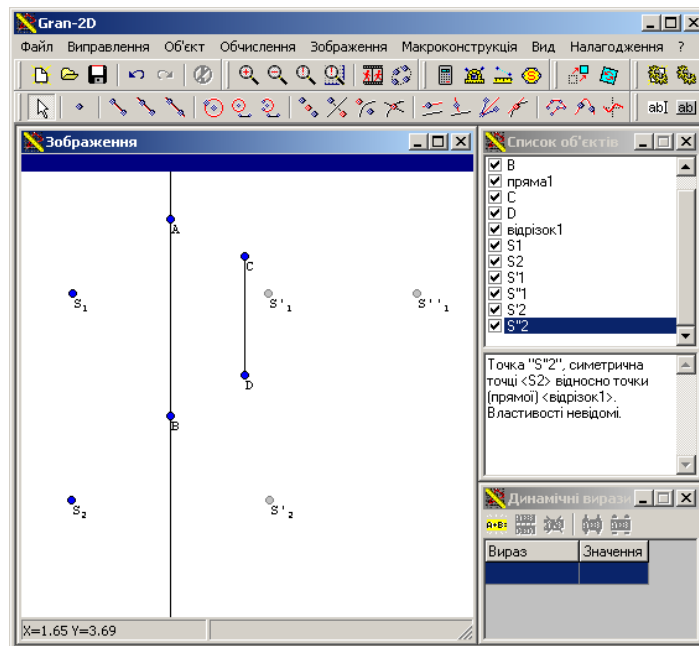 Gran-2D
Файл Виправлення Об'єкт Обчислення Зображення Макроконструкція Вид Налагодження ?
abI ab|
Зображення
A
C
S1 S'1 S''1
D
B
S2 S'2
X=1.65 Y=3.69
Список об'єктів
B
пряма1
C
D
відрізок1
S1
S2
S'1
S"1
S'2
S"2
Точка "S"2", симетрична
точці <S2> відносно точки
(прямої) <відрізок1>.
Властивості невідомі.
Динамічні вирази
A+B=
Вираз Значення